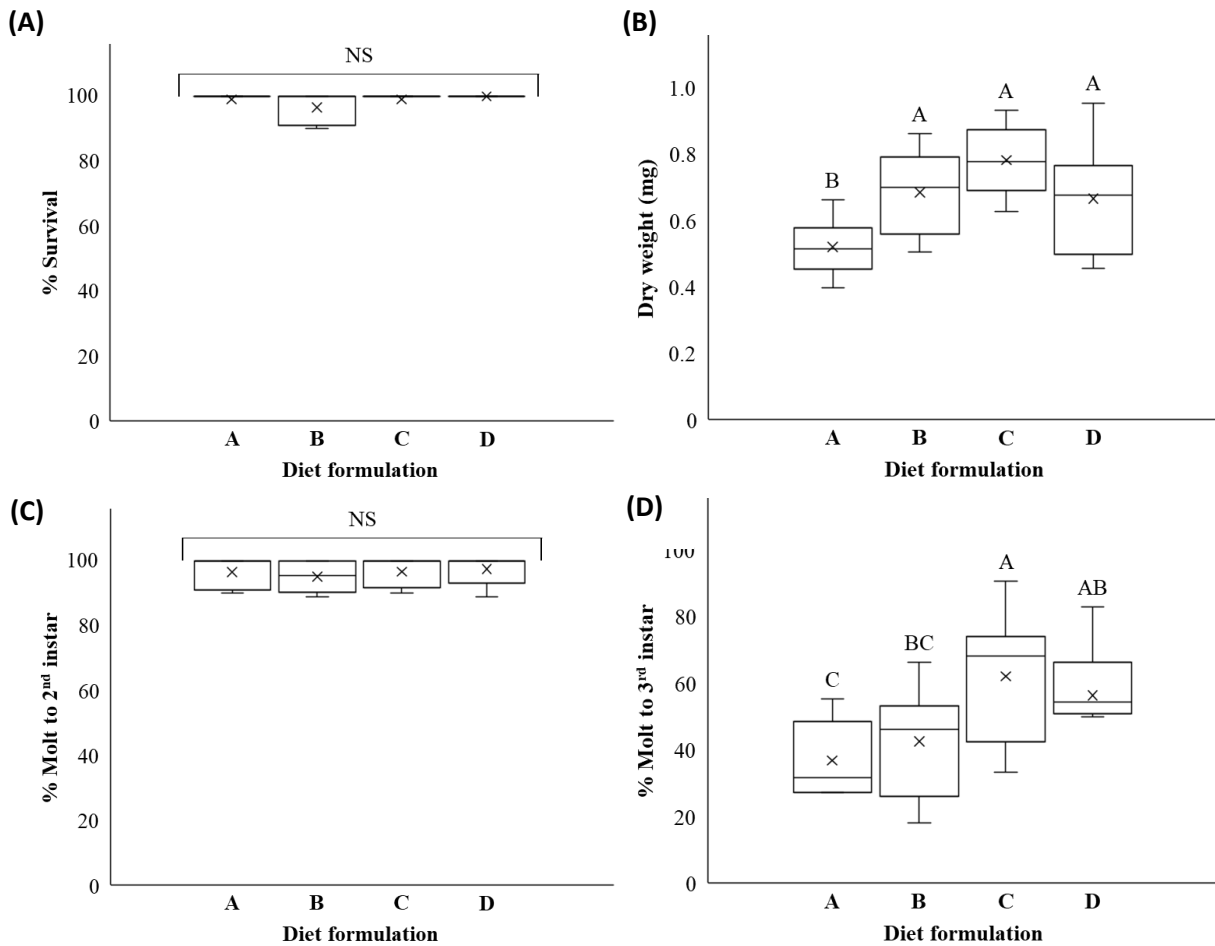 (A)
NS
100
80
60
40
20
0
% Survival
A B C D
Diet formulation
(B)
1.0
0.8
0.6
0.4
0.2
0
Dry weight (mg)
B A A A
A B C D
Diet formulation
(C)
NS
100
80
60
40
20
0
% Molt to 2nd instar
A B C D
Diet formulation
(D)
100
80
60
40
20
0
% Molt to 3rd instar
C BC A AB
A B C D
Diet formulation